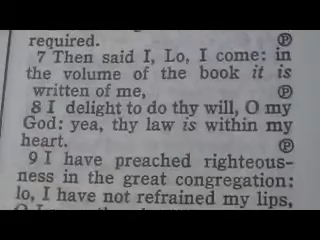 required. Ⓟ
7 Then said I, Lo, I come: in
the volume of the book it is
written of me,
8 I delight to do thy will, O my
God: yea, thy law is within my
heart. Ⓟ
9 I have preached righteous-
ness in the great congregation:
lo, I have not refrained my lips,